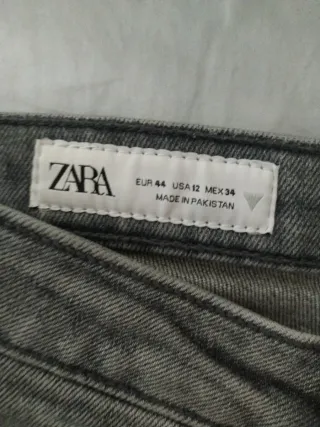 ZARA
EUR 44 USA 12 MEX 34
MADE IN PAKISTAN